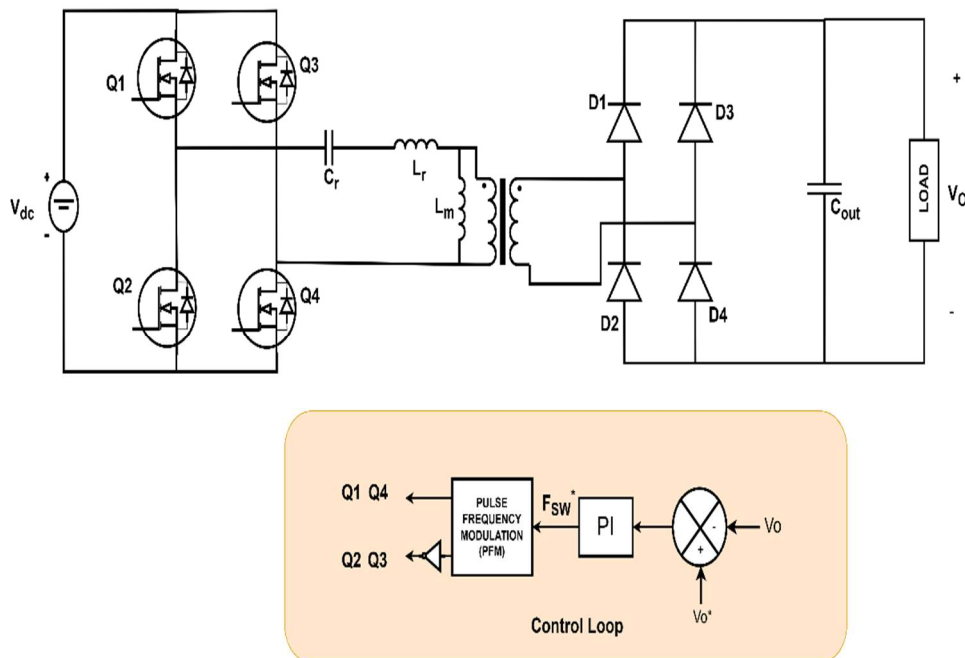 Q1
Q3
+
Vdc
-
Cr
Lr
Lm
Q2
Q4
D1
D3
D2
D4
Cout
LOAD
+
VO
-
Q1 Q4
Q2 Q3
PULSE
FREQUENCY
MODULATION
(PFM)
FSW*
PI
-
+
Vo
Vo*
Control Loop